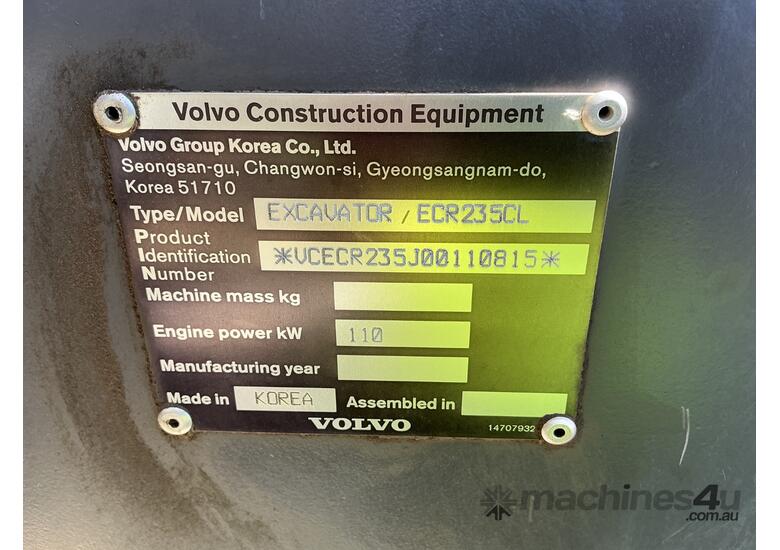 Volvo Construction Equipment
Volvo Group Korea Co., Ltd.
Seongsan-gu, Changwon-si, Gyeongsangnam-do,
Korea 51710
Type/Model EXCAVATOR / ECR235CL
Product
Identification *VCECR235J00110815*
Number
Machine mass kg
Engine power kW 110
Manufacturing year
Made in KOREA Assembled in
VOLVO 14707932
machines4u
.com.au